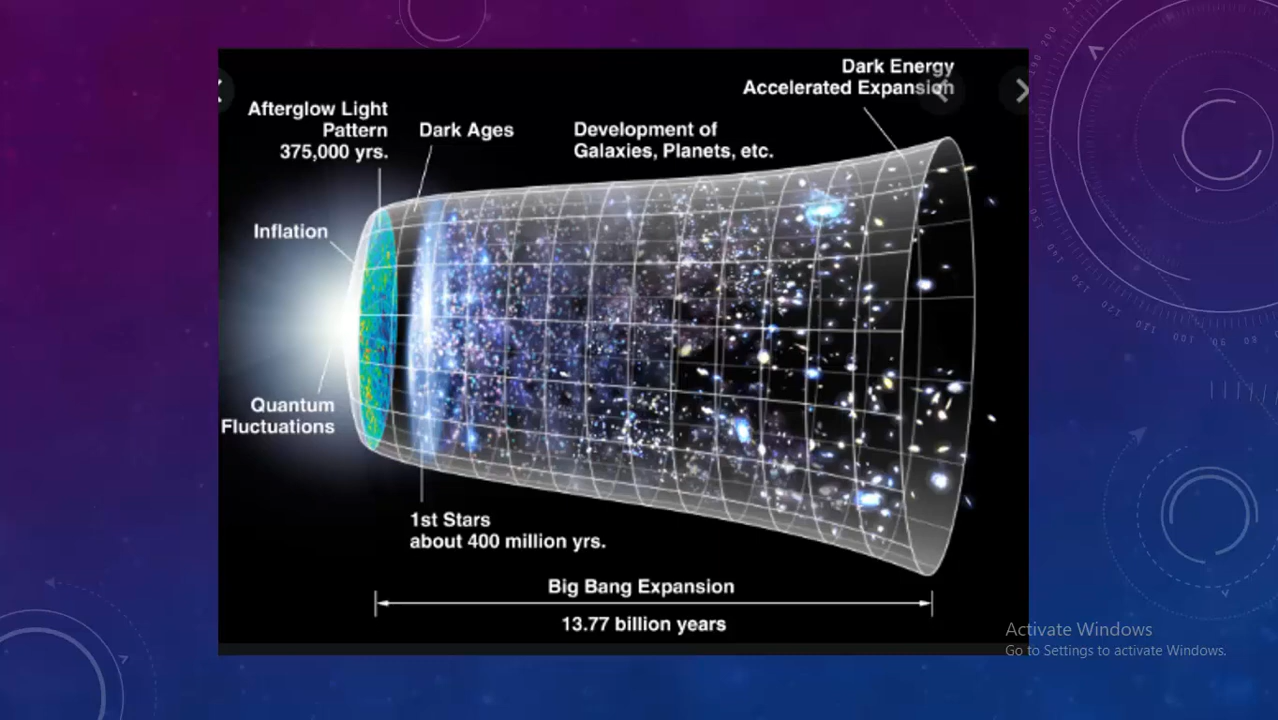 Dark Energy
Accelerated Expansion
Afterglow Light
Pattern
375,000 yrs.
Dark Ages
Development of
Galaxies, Planets, etc.
Inflation
Quantum
Fluctuations
1st Stars
about 400 million yrs.
Big Bang Expansion
13.77 billion years
Activate Windows
Go to Settings to activate Windows.